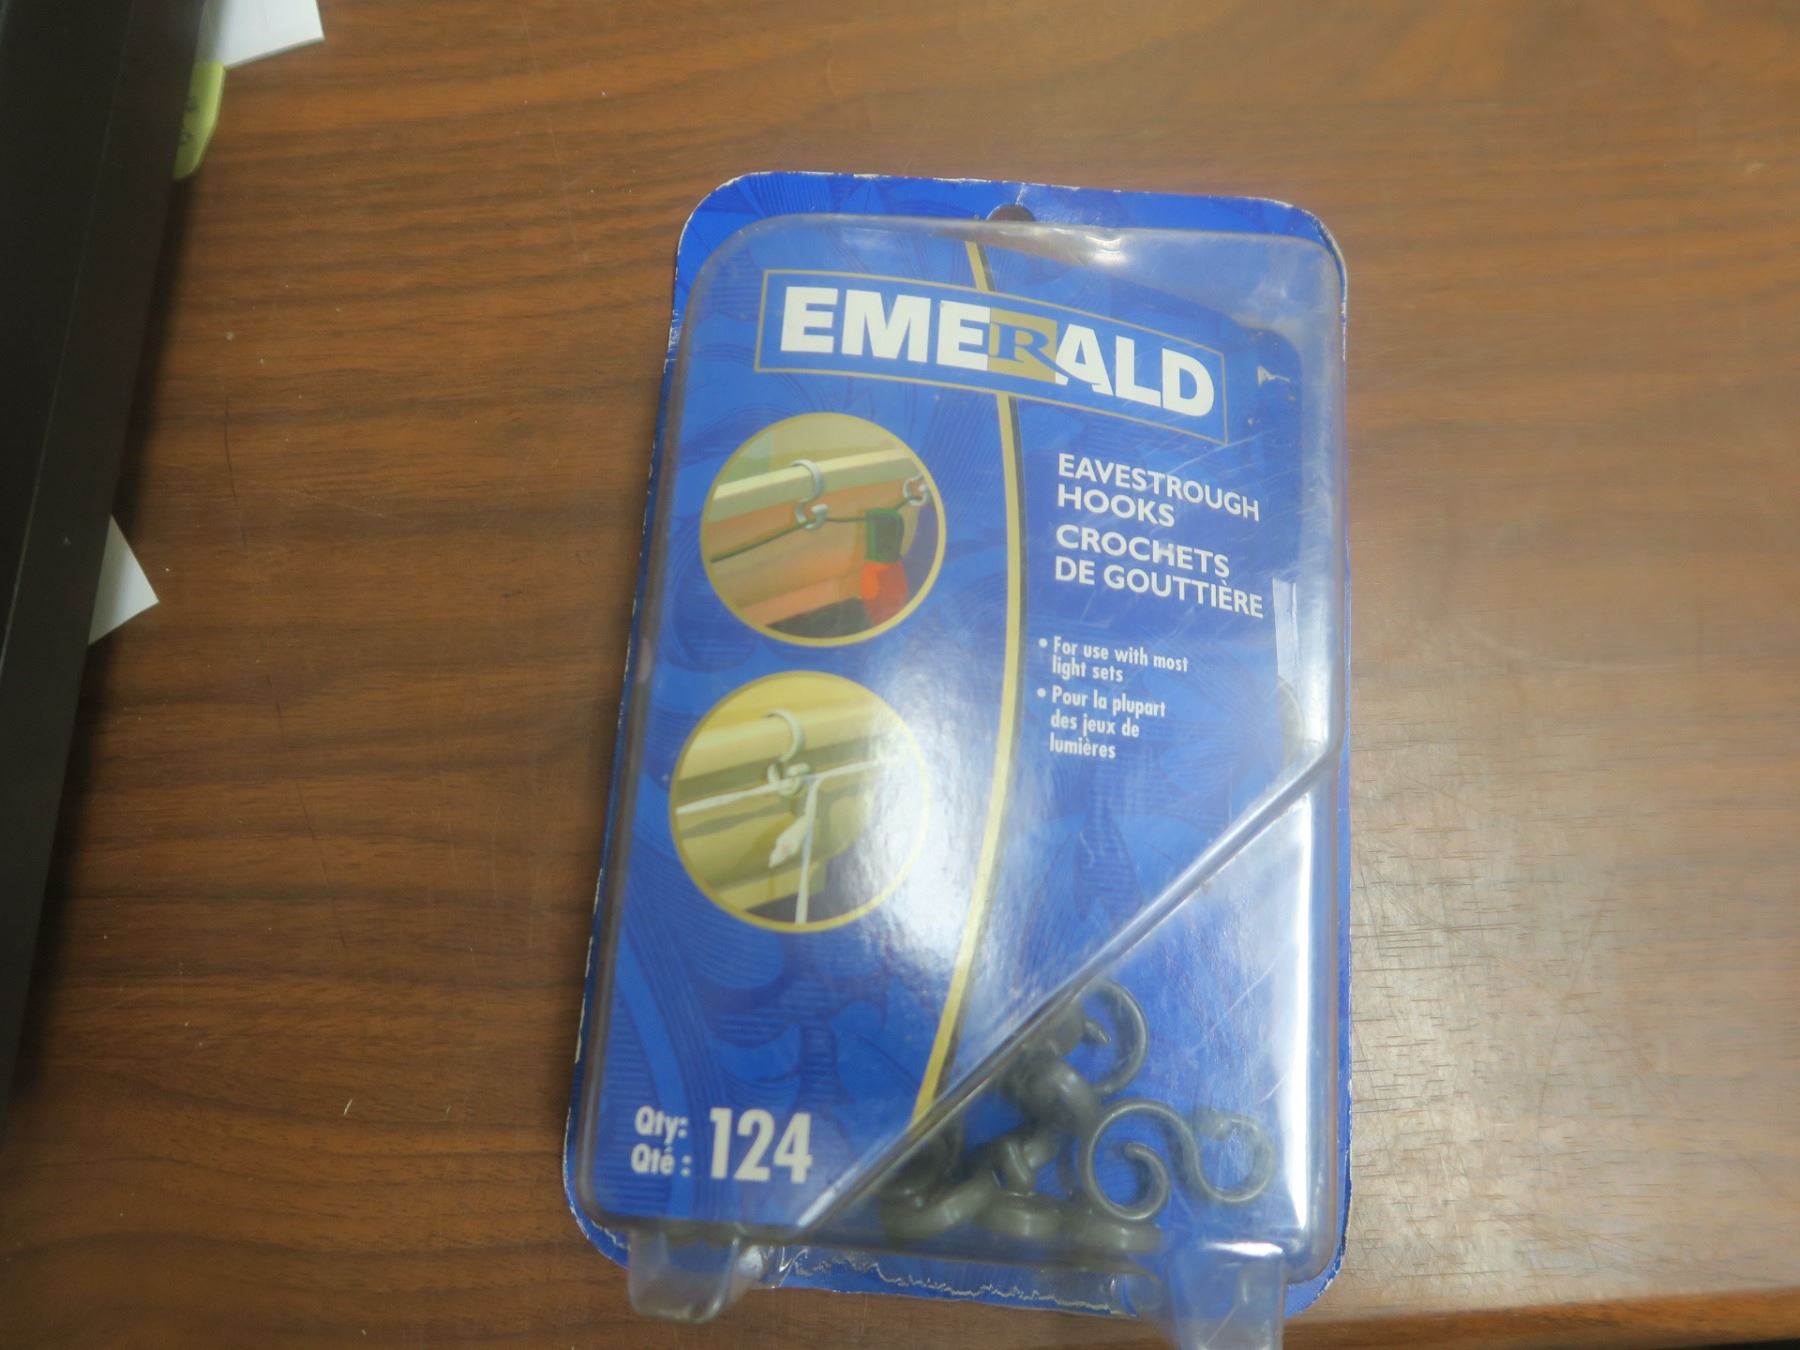 EMERALD
EAVESTROUGH
HOOKS
CROCHETS
DE GOUTTIÈRE
• For use with most
light sets
• Pour la plupart
des jeux de
lumières
Qty:
Qté :
124